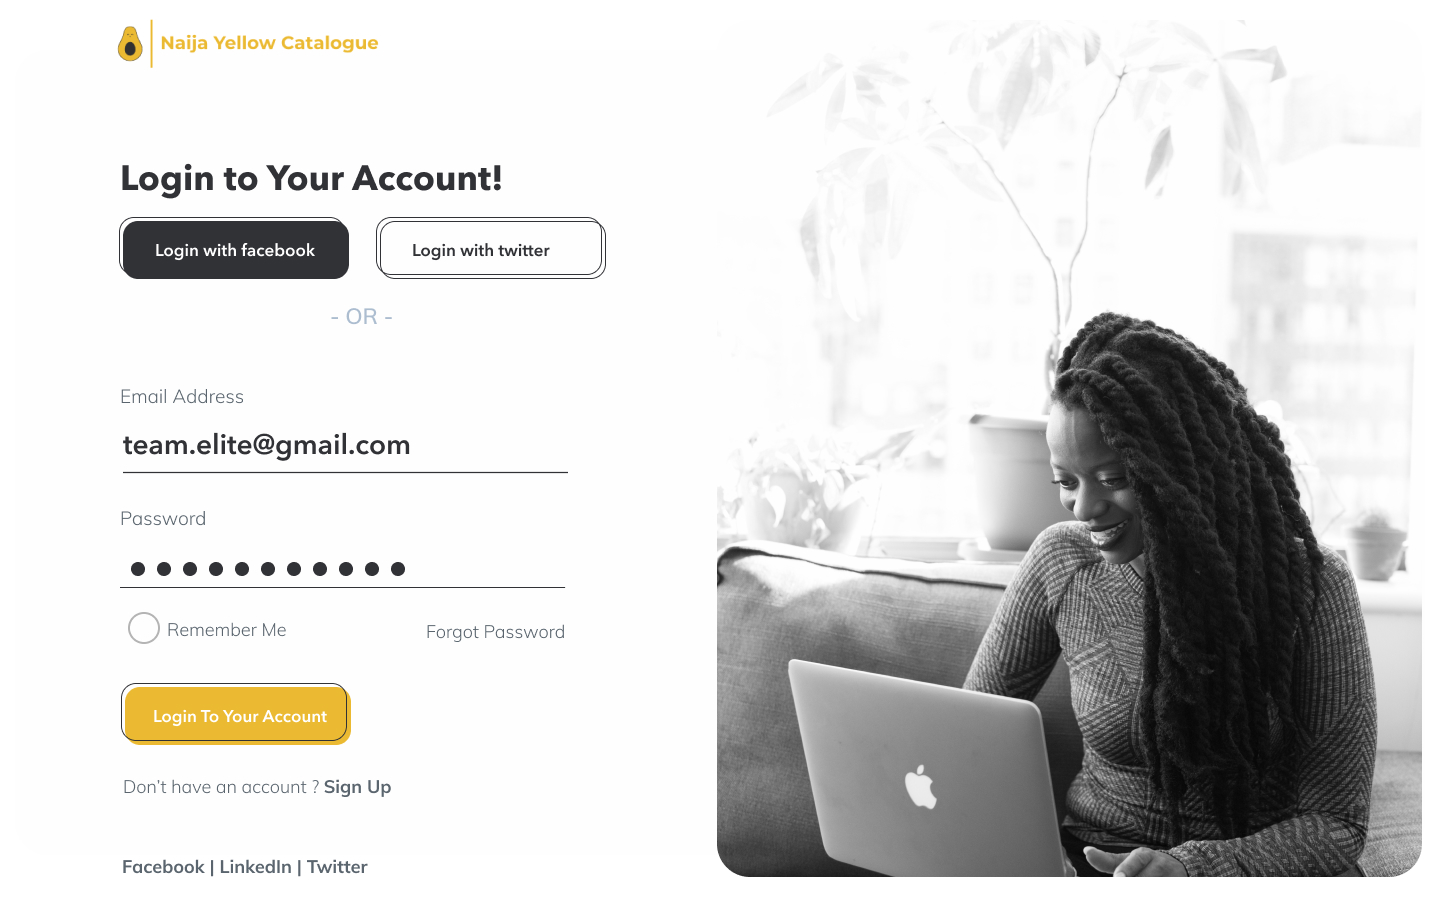 Naija Yellow Catalogue
Login to Your Account!
Login with facebook
Login with twitter
- OR -
Email Address
team.elite@gmail.com
Password
Remember Me
Forgot Password
Login To Your Account
Don't have an account ? Sign Up
Facebook | LinkedIn | Twitter